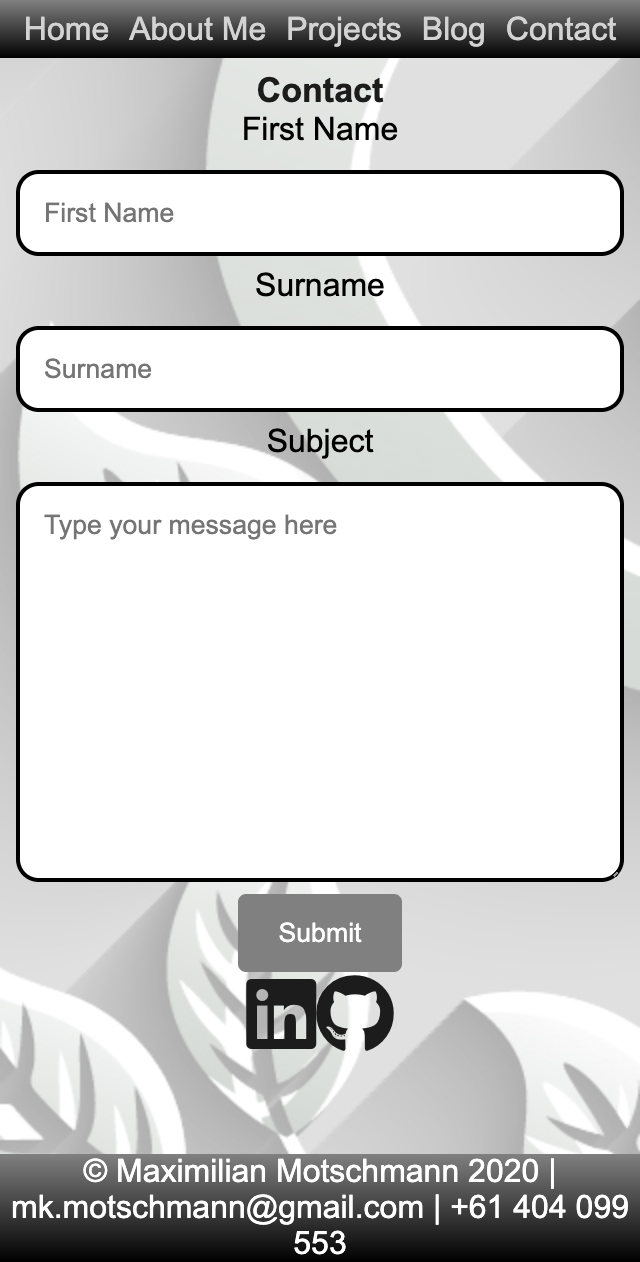 Home About Me Projects Blog Contact
Contact
First Name
First Name
Surname
Surname
Subject
Type your message here
Submit
in
© Maximilian Motschmann 2020 |
mk.motschmann@gmail.com | +61 404 099
553